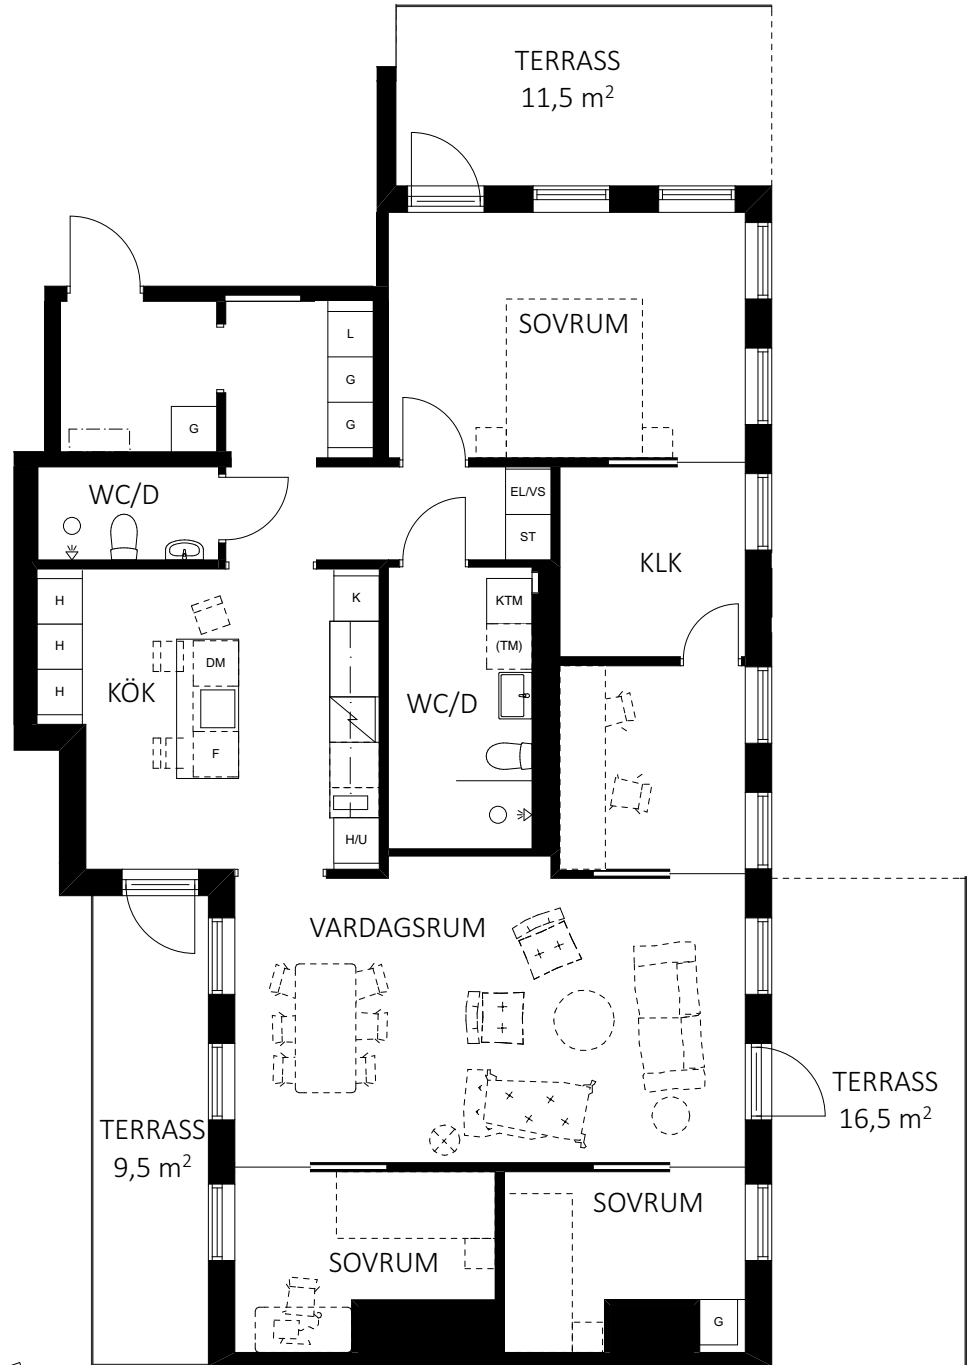 TERRASS
11,5 m²
SOVRUM
L
G
G
G
WC/D
EL/VS
ST
KLK
H
H
H
K
KTM
(TM)
DM
KÖK
WC/D
F
H/U
VARDAGSRUM
TERRASS
16,5 m²
TERRASS
9,5 m²
SOVRUM
SOVRUM
G